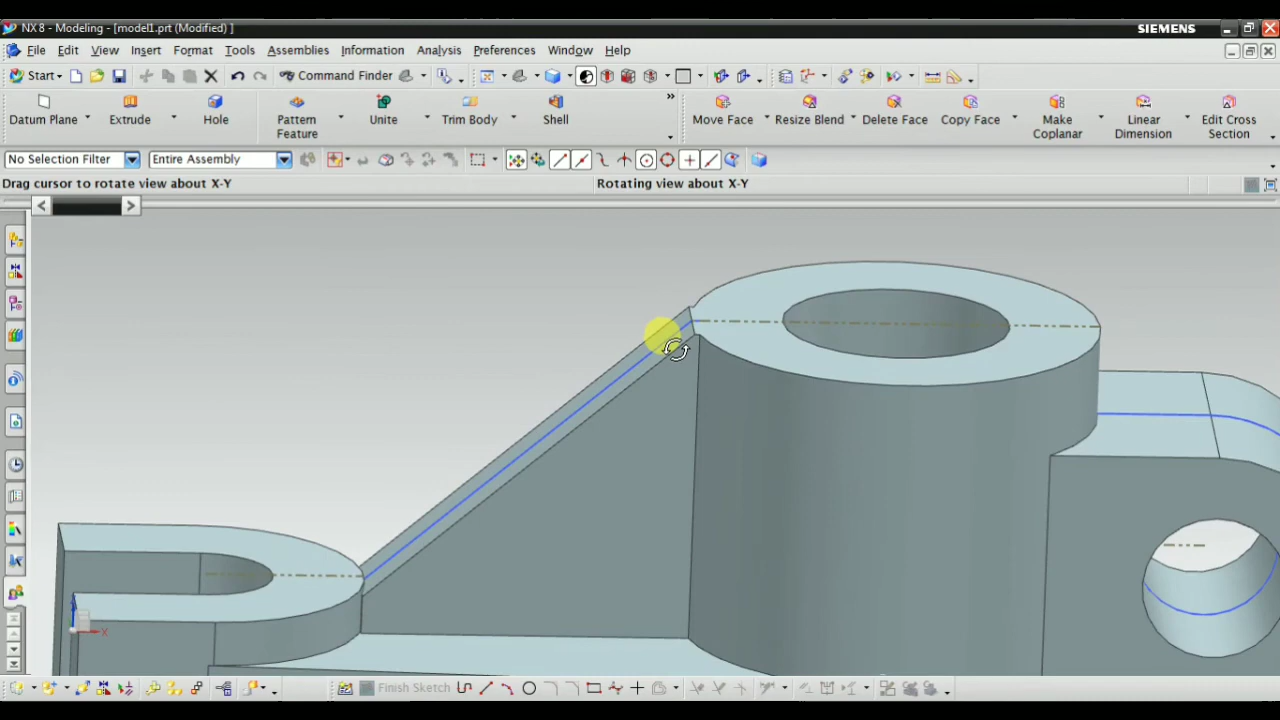 NX 8 - Modeling - [model1.prt (Modified) ]
SIEMENS
File Edit View Insert Format Tools Assemblies Information Analysis Preferences Window Help
Start Command Finder
Datum Plane Extrude Hole Pattern Feature Unite Trim Body Shell Move Face Resize Blend Delete Face Copy Face Make Coplanar Linear Dimension Edit Cross Section
No Selection Filter Entire Assembly
Drag cursor to rotate view about X-Y
Rotating view about X-Y
X
Finish Sketch